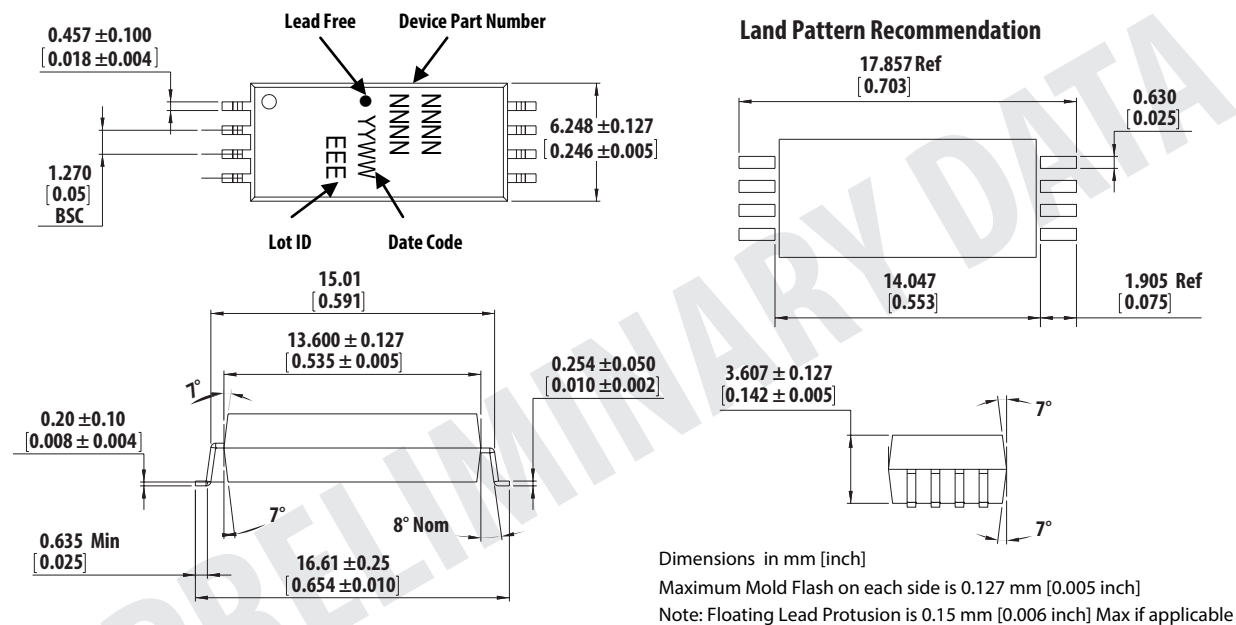 Lead Free
Device Part Number
0.457 ±0.100
[0.018 ±0.004]
NNNN
NNNN
YYWW
EEE
6.248 ±0.127
[0.246 ±0.005]
1.270
[0.05]
BSC
Lot ID
Date Code
Land Pattern Recommendation
17.857 Ref
[0.703]
0.630
[0.025]
14.047
[0.553]
1.905 Ref
[0.075]
15.01
[0.591]
13.600 ± 0.127
[0.535 ± 0.005]
7°
0.254 ±0.050
[0.010 ±0.002]
0.20 ±0.10
[0.008 ± 0.004]
7°
8° Nom
0.635 Min
[0.025]
16.61 ±0.25
[0.654 ±0.010]
3.607 ± 0.127
[0.142 ± 0.005]
7°
7°
Dimensions in mm [inch]
Maximum Mold Flash on each side is 0.127 mm [0.005 inch]
Note: Floating Lead Protusion is 0.15 mm [0.006 inch] Max if applicable
PRELIMINARY DATA